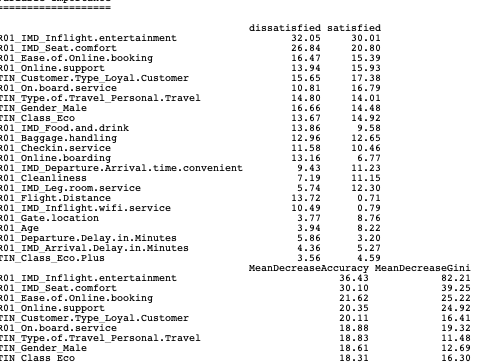 ====================
dissatisfied satisfied
R01_IMD_Inflight.entertainment 32.05 30.01
R01_IMD_Seat.comfort 26.84 20.80
R01_Ease.of.Online.booking 16.47 15.39
R01_Online.support 13.94 15.93
TIN_Customer.Type_Loyal.Customer 15.65 17.38
R01_On.board.service 10.81 16.79
TIN_Type.of.Travel_Personal.Travel 14.80 14.01
TIN_Gender_Male 16.66 14.48
TIN_Class_Eco 13.67 14.92
R01_IMD_Food.and.drink 13.86 9.58
R01_Baggage.handling 12.96 12.65
R01_Checkin.service 11.58 10.46
R01_Online.boarding 13.16 6.77
R01_IMD_Departure.Arrival.time.convenient 9.43 11.23
R01_Cleanliness 7.19 11.15
R01_IMD_Leg.room.service 5.74 12.30
R01_Flight.Distance 13.72 0.71
R01_IMD_Inflight.wifi.service 10.49 0.79
R01_Gate.location 3.77 8.76
R01_Age 3.94 8.22
R01_Departure.Delay.in.Minutes 5.86 3.20
R01_IMD_Arrival.Delay.in.Minutes 4.36 5.27
TIN_Class_Eco.Plus 3.56 4.59
MeanDecreaseAccuracy MeanDecreaseGini
R01_IMD_Inflight.entertainment 36.43 82.21
R01_IMD_Seat.comfort 30.10 39.25
R01_Ease.of.Online.booking 21.62 25.22
R01_Online.support 20.35 24.92
TIN_Customer.Type_Loyal.Customer 20.11 16.41
R01_On.board.service 18.88 19.32
TIN_Type.of.Travel_Personal.Travel 18.83 11.48
TIN_Gender_Male 18.61 12.69
TIN_Class_Eco 18.31 16.30